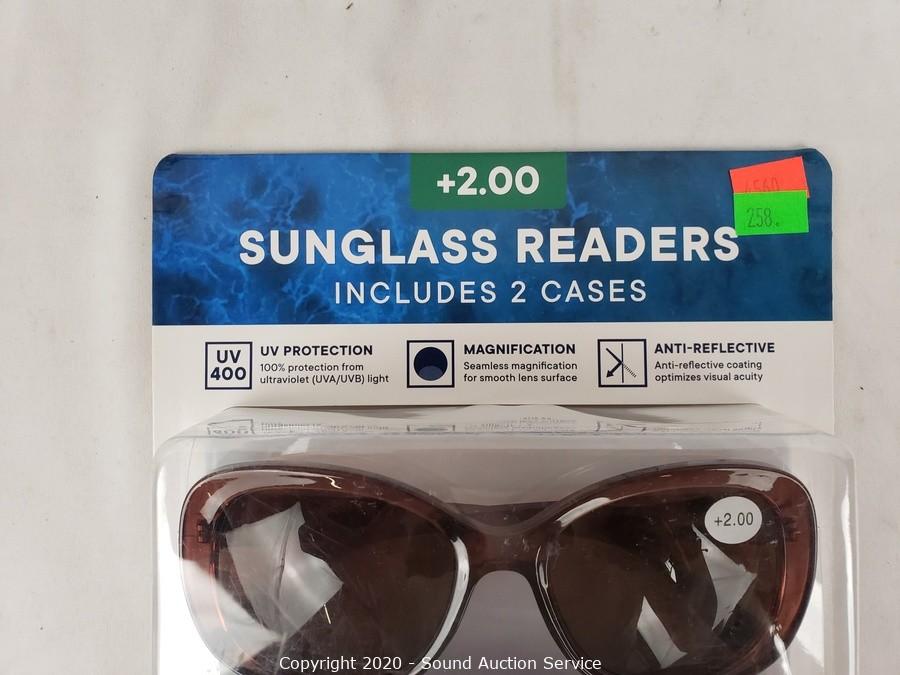 +2.00
258.
SUNGLASS READERS
INCLUDES 2 CASES
UV
400
UV PROTECTION
100% protection from
ultraviolet (UVA/UVB) light
MAGNIFICATION
Seamless magnification
for smooth lens surface
ANTI-REFLECTIVE
Anti-reflective coating
optimizes visual acuity
+2.00
Copyright 2020 - Sound Auction Service